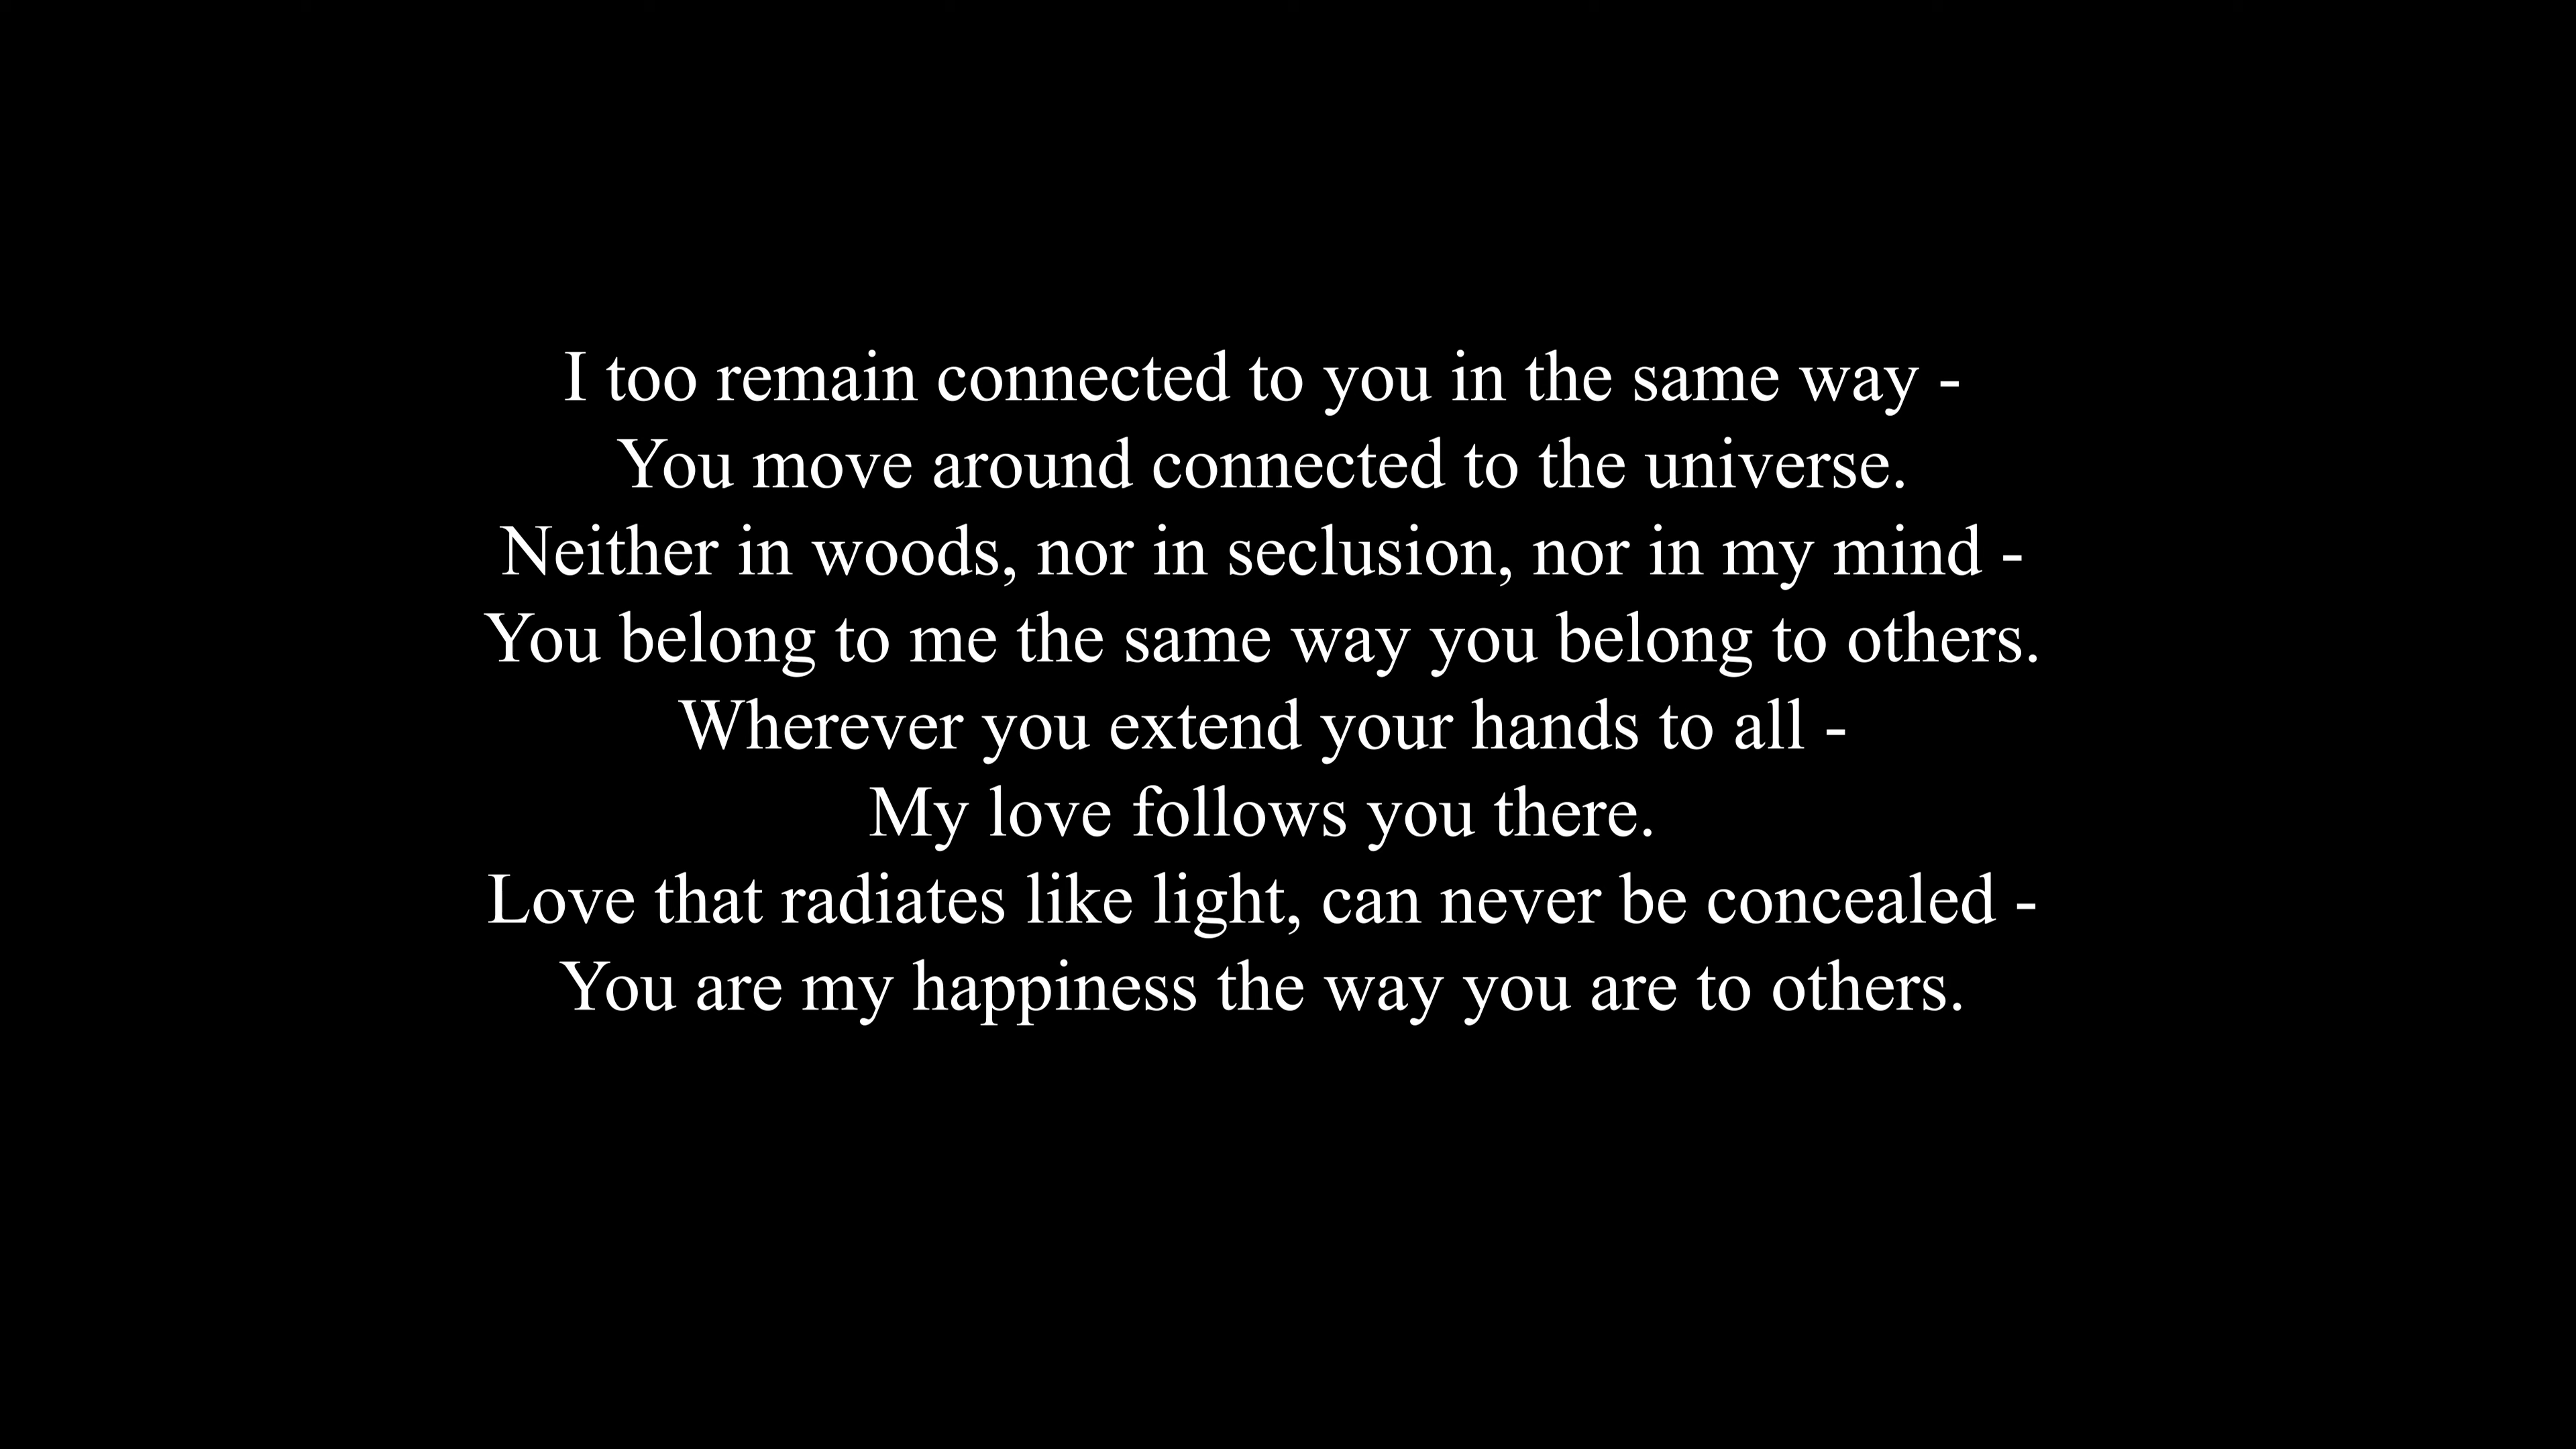 I too remain connected to you in the same way -
You move around connected to the universe.
Neither in woods, nor in seclusion, nor in my mind -
You belong to me the same way you belong to others.
Wherever you extend your hands to all -
My love follows you there.
Love that radiates like light, can never be concealed -
You are my happiness the way you are to others.